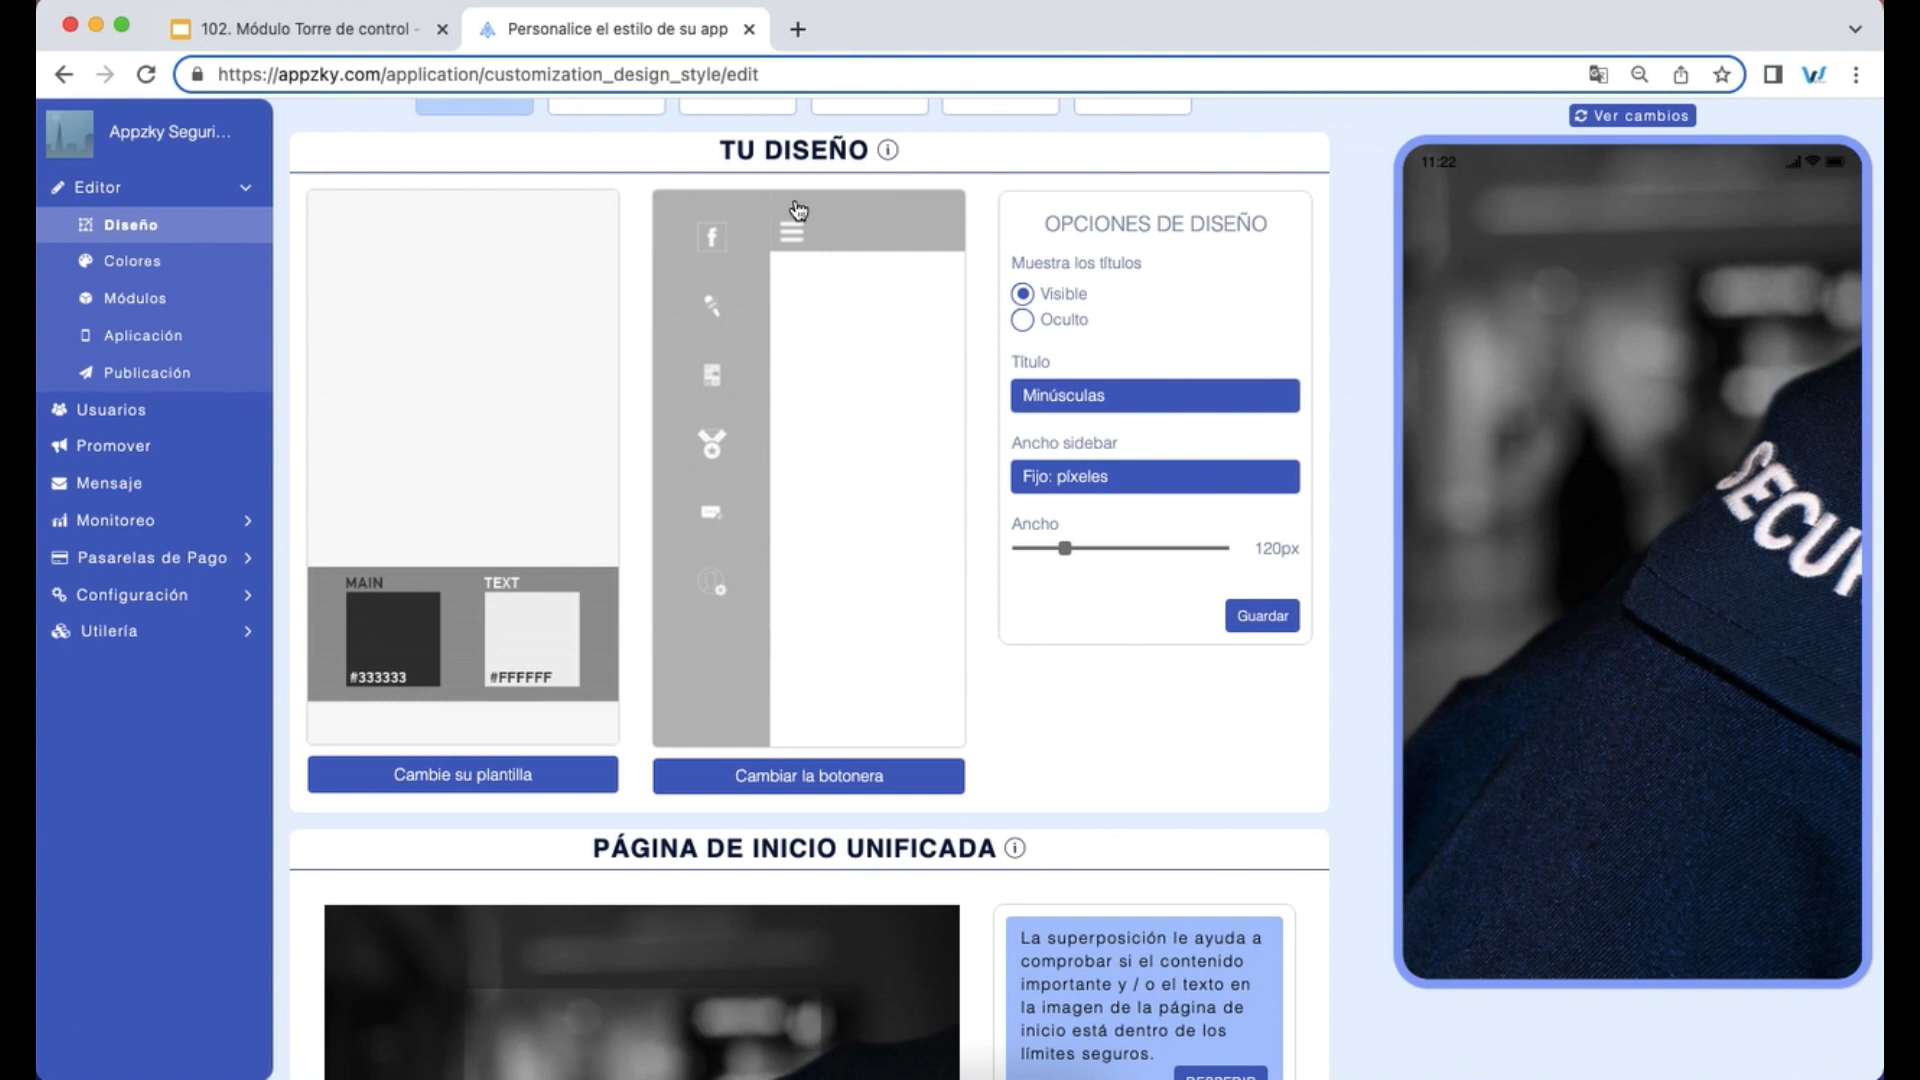 102. Módulo Torre de control -
Personalice el estilo de su app
https://appzky.com/application/customization_design_style/edit
Appzky Seguri...
Editor
Diseño
Colores
Módulos
Aplicación
Publicación
Usuarios
Promover
Mensaje
Monitoreo
Pasarelas de Pago
Configuración
Utilería
TU DISEÑO
MAIN
TEXT
#333333
#FFFFFF
Cambie su plantilla
Cambiar la botonera
OPCIONES DE DISEÑO
Muestra los títulos
Visible
Oculto
Título
Minúsculas
Ancho sidebar
Fijo: píxeles
Ancho
120px
Guardar
PÁGINA DE INICIO UNIFICADA
La superposición le ayuda a
comprobar si el contenido
importante y / o el texto en
la imagen de la página de
inicio está dentro de los
límites seguros.
Ver cambios
11:22